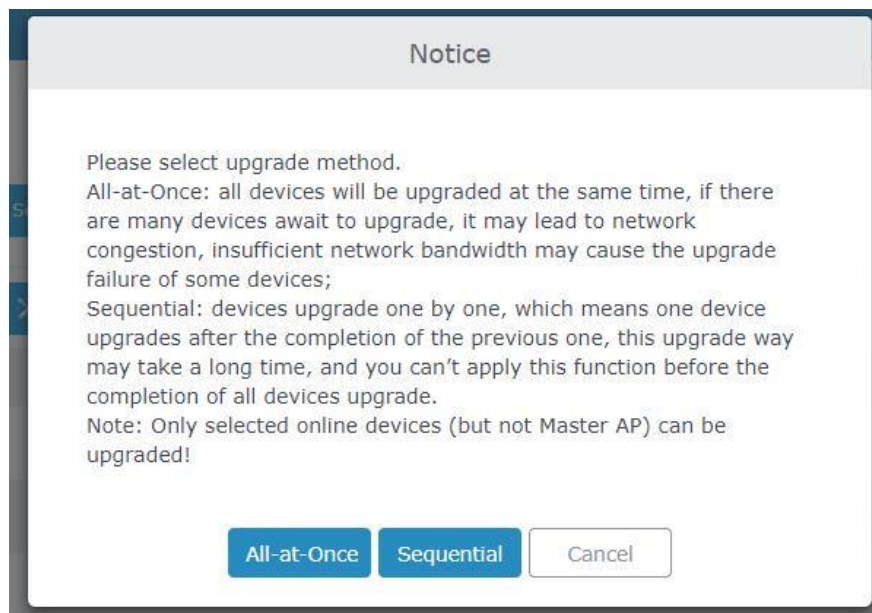 Notice
Please select upgrade method.
All-at-Once: all devices will be upgraded at the same time, if there
are many devices await to upgrade, it may lead to network
congestion, insufficient network bandwidth may cause the upgrade
failure of some devices;
Sequential: devices upgrade one by one, which means one device
upgrades after the completion of the previous one, this upgrade way
may take a long time, and you can’t apply this function before the
completion of all devices upgrade.
Note: Only selected online devices (but not Master AP) can be
upgraded!
All-at-Once Sequential Cancel